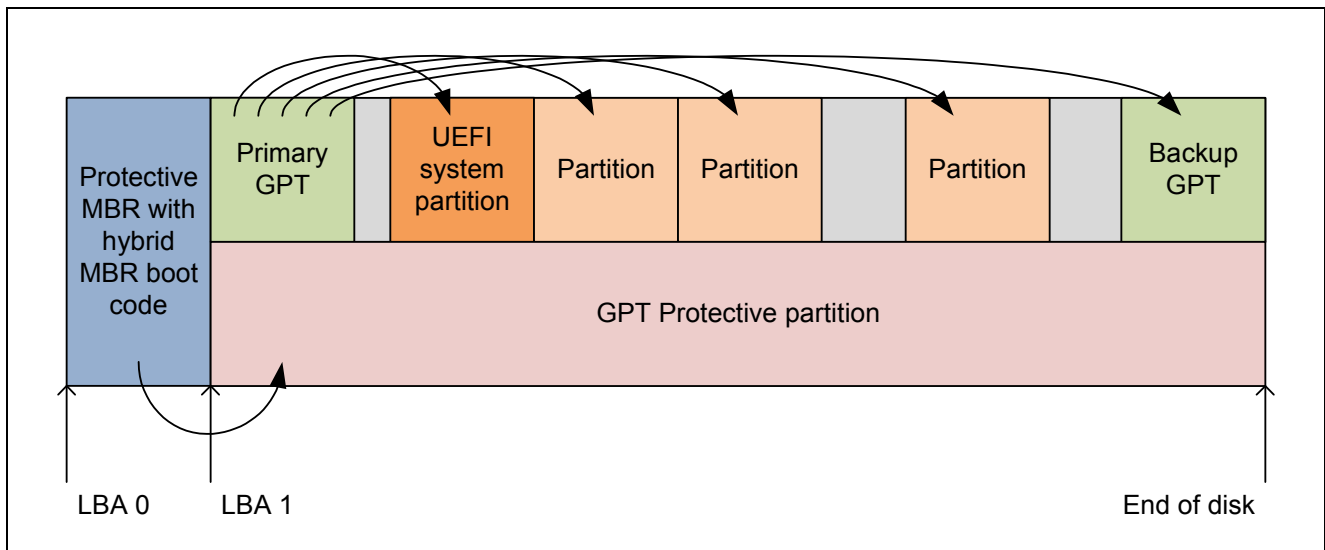 Protective
MBR with
hybrid
MBR boot
code
Primary
GPT
UEFI
system
partition
Partition
Partition
Partition
Backup
GPT
GPT Protective partition
LBA 0
LBA 1
End of disk